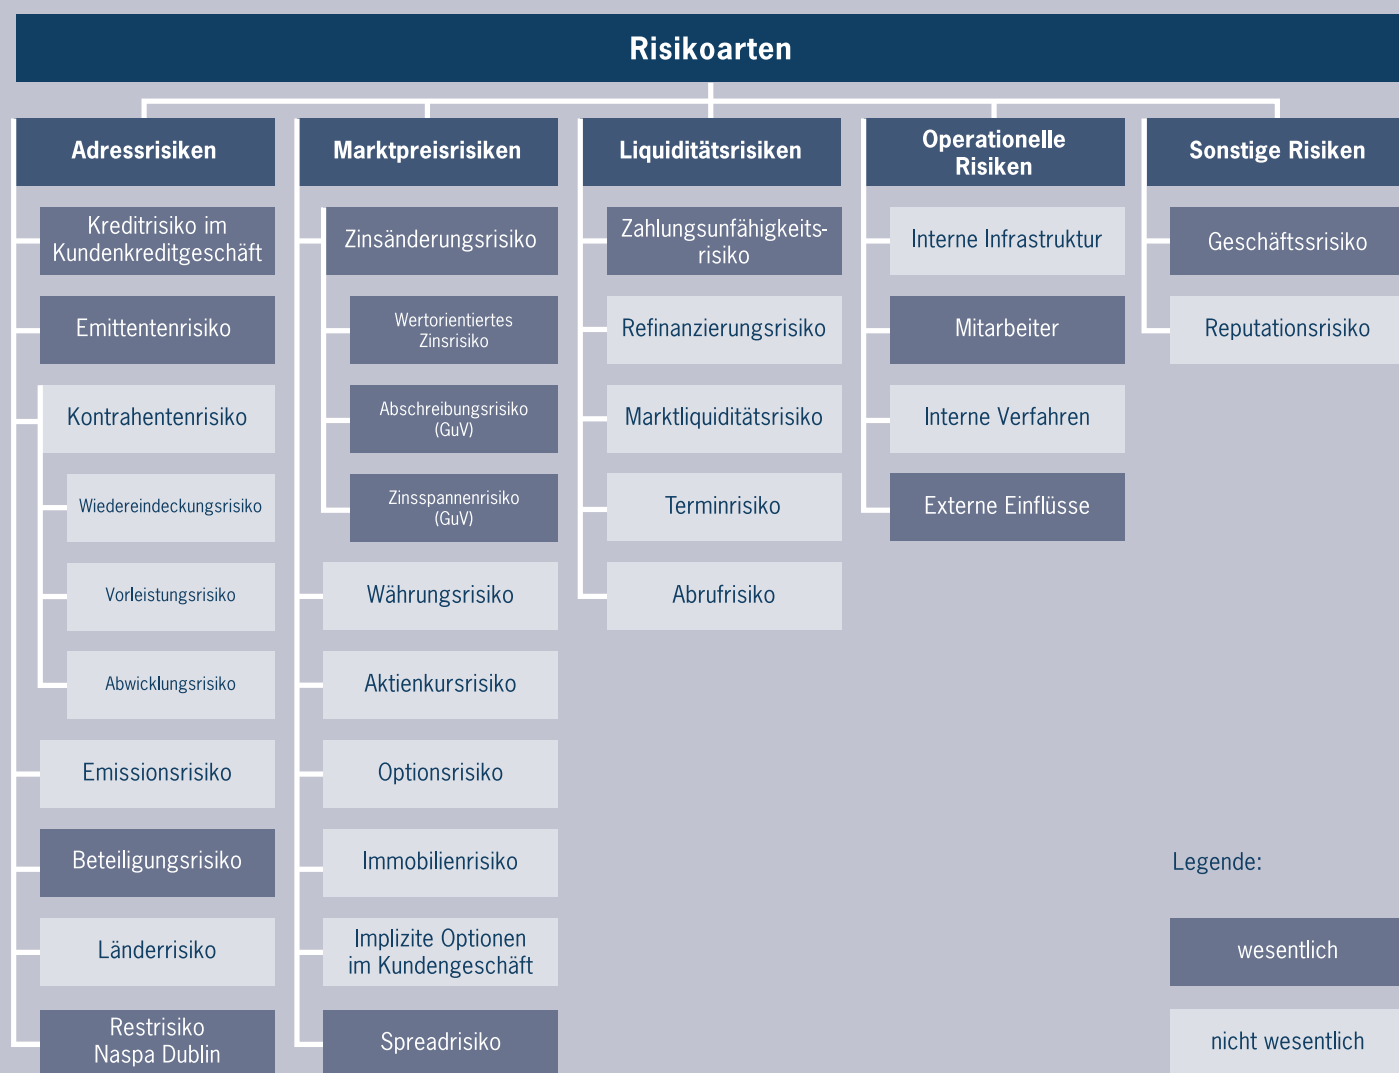 Risikoarten
Adressrisiken
Kreditrisiko im
Kundenkreditgeschäft
Emittentenrisiko
Kontrahentenrisiko
Wiedereindeckungsrisiko
Vorleistungsrisiko
Abwicklungsrisiko
Emissionsrisiko
Beteiligungsrisiko
Länderrisiko
Restrisiko
Naspa Dublin
Marktpreisrisiken
Zinsänderungsrisiko
Wertorientiertes
Zinsrisiko
Abschreibungsrisiko
(GuV)
Zinsspannenrisiko
(GuV)
Währungsrisiko
Aktienkursrisiko
Optionsrisiko
Immobilienrisiko
Implizite Optionen
im Kundengeschäft
Spreadrisiko
Liquiditätsrisiken
Zahlungsunfähigkeits-
risiko
Refinanzierungsrisiko
Marktliquiditätsrisiko
Terminrisiko
Abrufrisiko
Operationelle
Risiken
Interne Infrastruktur
Mitarbeiter
Interne Verfahren
Externe Einflüsse
Sonstige Risiken
Geschäftssrisiko
Reputationsrisiko
Legende:
wesentlich
nicht wesentlich